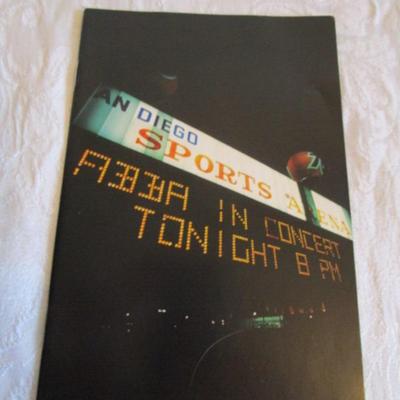 AN DIEGO
SPORTS ARENA
ABBA IN CONCERT
TONIGHT 8 PM